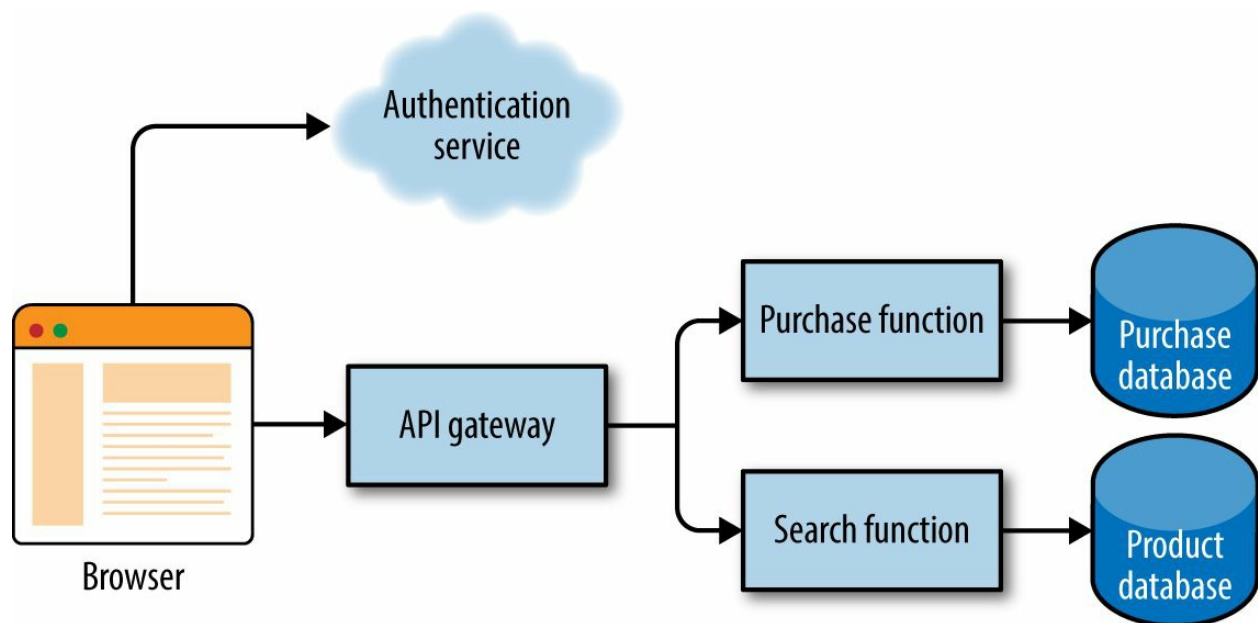 Authentication
service
Purchase function
Purchase
database
API gateway
Search function
Product
database
Browser